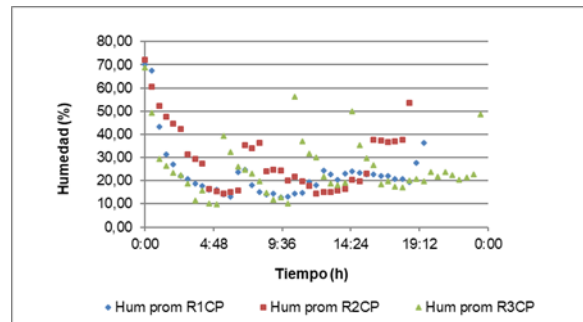 80,00
70,00
60,00
50,00
40,00
30,00
20,00
10,00
0,00
Humedad (%)
0:00 4:48 9:36 14:24 19:12 0:00
Tiempo (h)
Hum prom R1CP Hum prom R2CP Hum prom R3CP